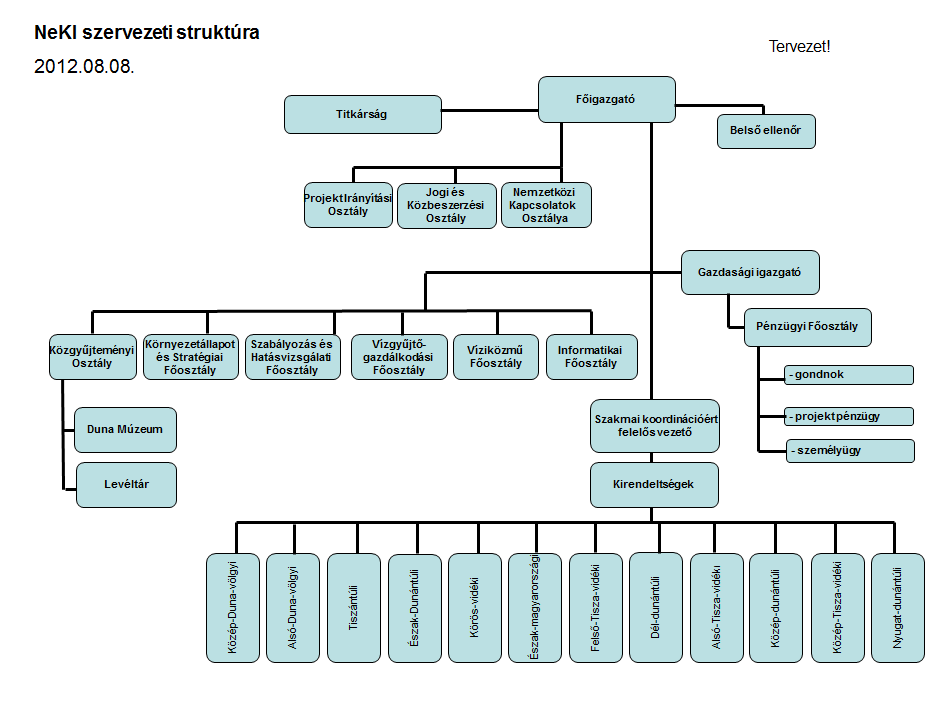 NeKI szervezeti struktúra
2012.08.08.
Tervezet!
Főigazgató
Titkárság
Belső ellenőr
Projekt Irányítási
Osztály
Jogi és
Közbeszerzési
Osztály
Nemzetközi
Kapcsolatok
Osztálya
Gazdasági igazgató
Pénzügyi Főosztály
- gondnok
- projekt pénzügy
- személyügy
Közgyűjteményi
Osztály
Környezetállapot
és Stratégiai
Főosztály
Szabályozás és
Hatásvizsgálati
Főosztály
Vízgyűjtő-
gazdálkodási
Főosztály
Víziközmű
Főosztály
Informatikai
Főosztály
Duna Múzeum
Levéltár
Szakmai koordinációért
felelős vezető
Kirendeltségek
Közép-Duna-völgyi
Alsó-Duna-völgyi
Tiszántúli
Észak-Dunántúli
Körös-vidéki
Észak-magyarországi
Felső-Tisza-vidéki
Dél-dunántúli
Alsó-Tisza-vidéki
Közép-dunántúli
Közép-Tisza-vidéki
Nyugat-dunántúli